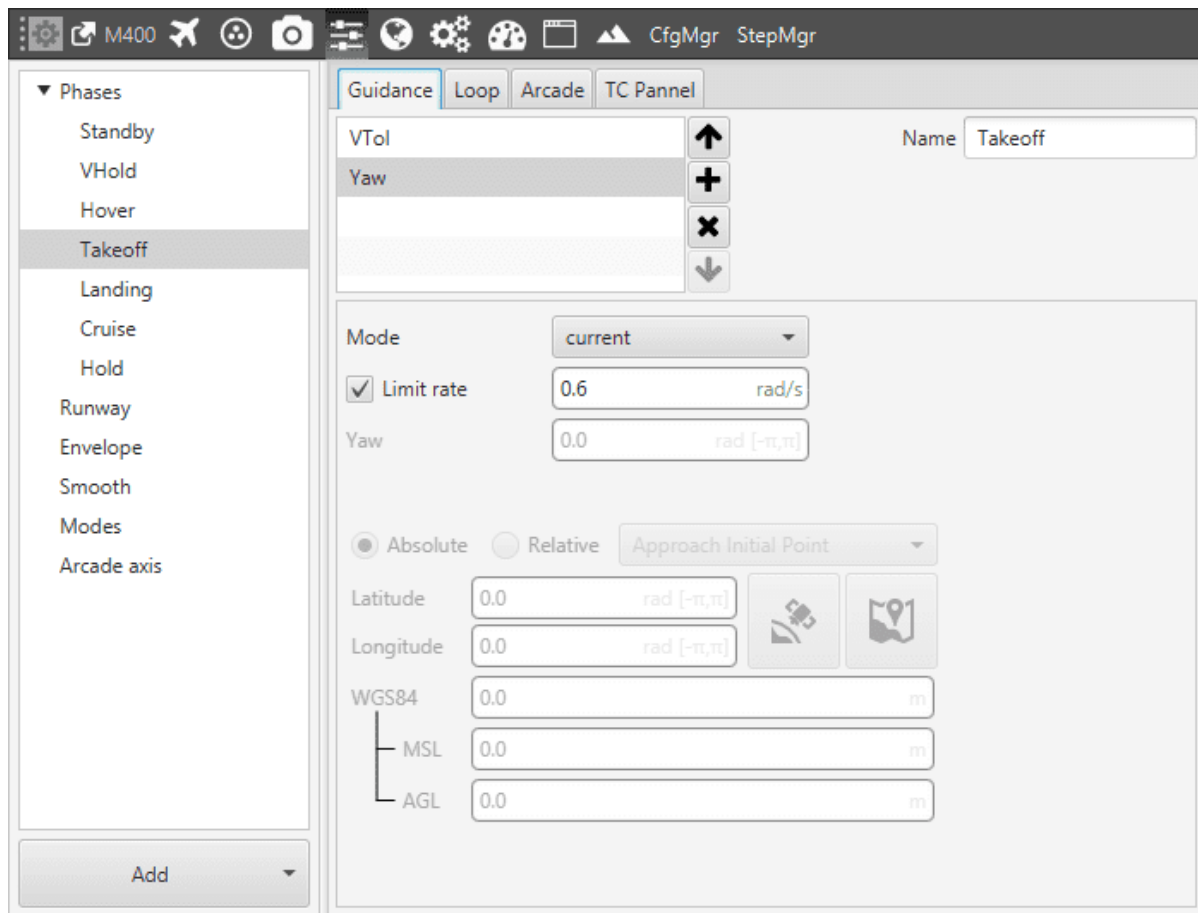 M400 CfgMgr StepMgr
Phases
Standby
VHold
Hover
Takeoff
Landing
Cruise
Hold
Runway
Envelope
Smooth
Modes
Arcade axis
Add
Guidance Loop Arcade TC Pannel
VTol
Yaw
Name Takeoff
Mode current
Limit rate 0.6 rad/s
Yaw 0.0 rad [-π,π]
Absolute Relative Approach Initial Point
Latitude 0.0 rad [-π,π]
Longitude 0.0 rad [-π,π]
WGS84 0.0 m
MSL 0.0 m
AGL 0.0 m